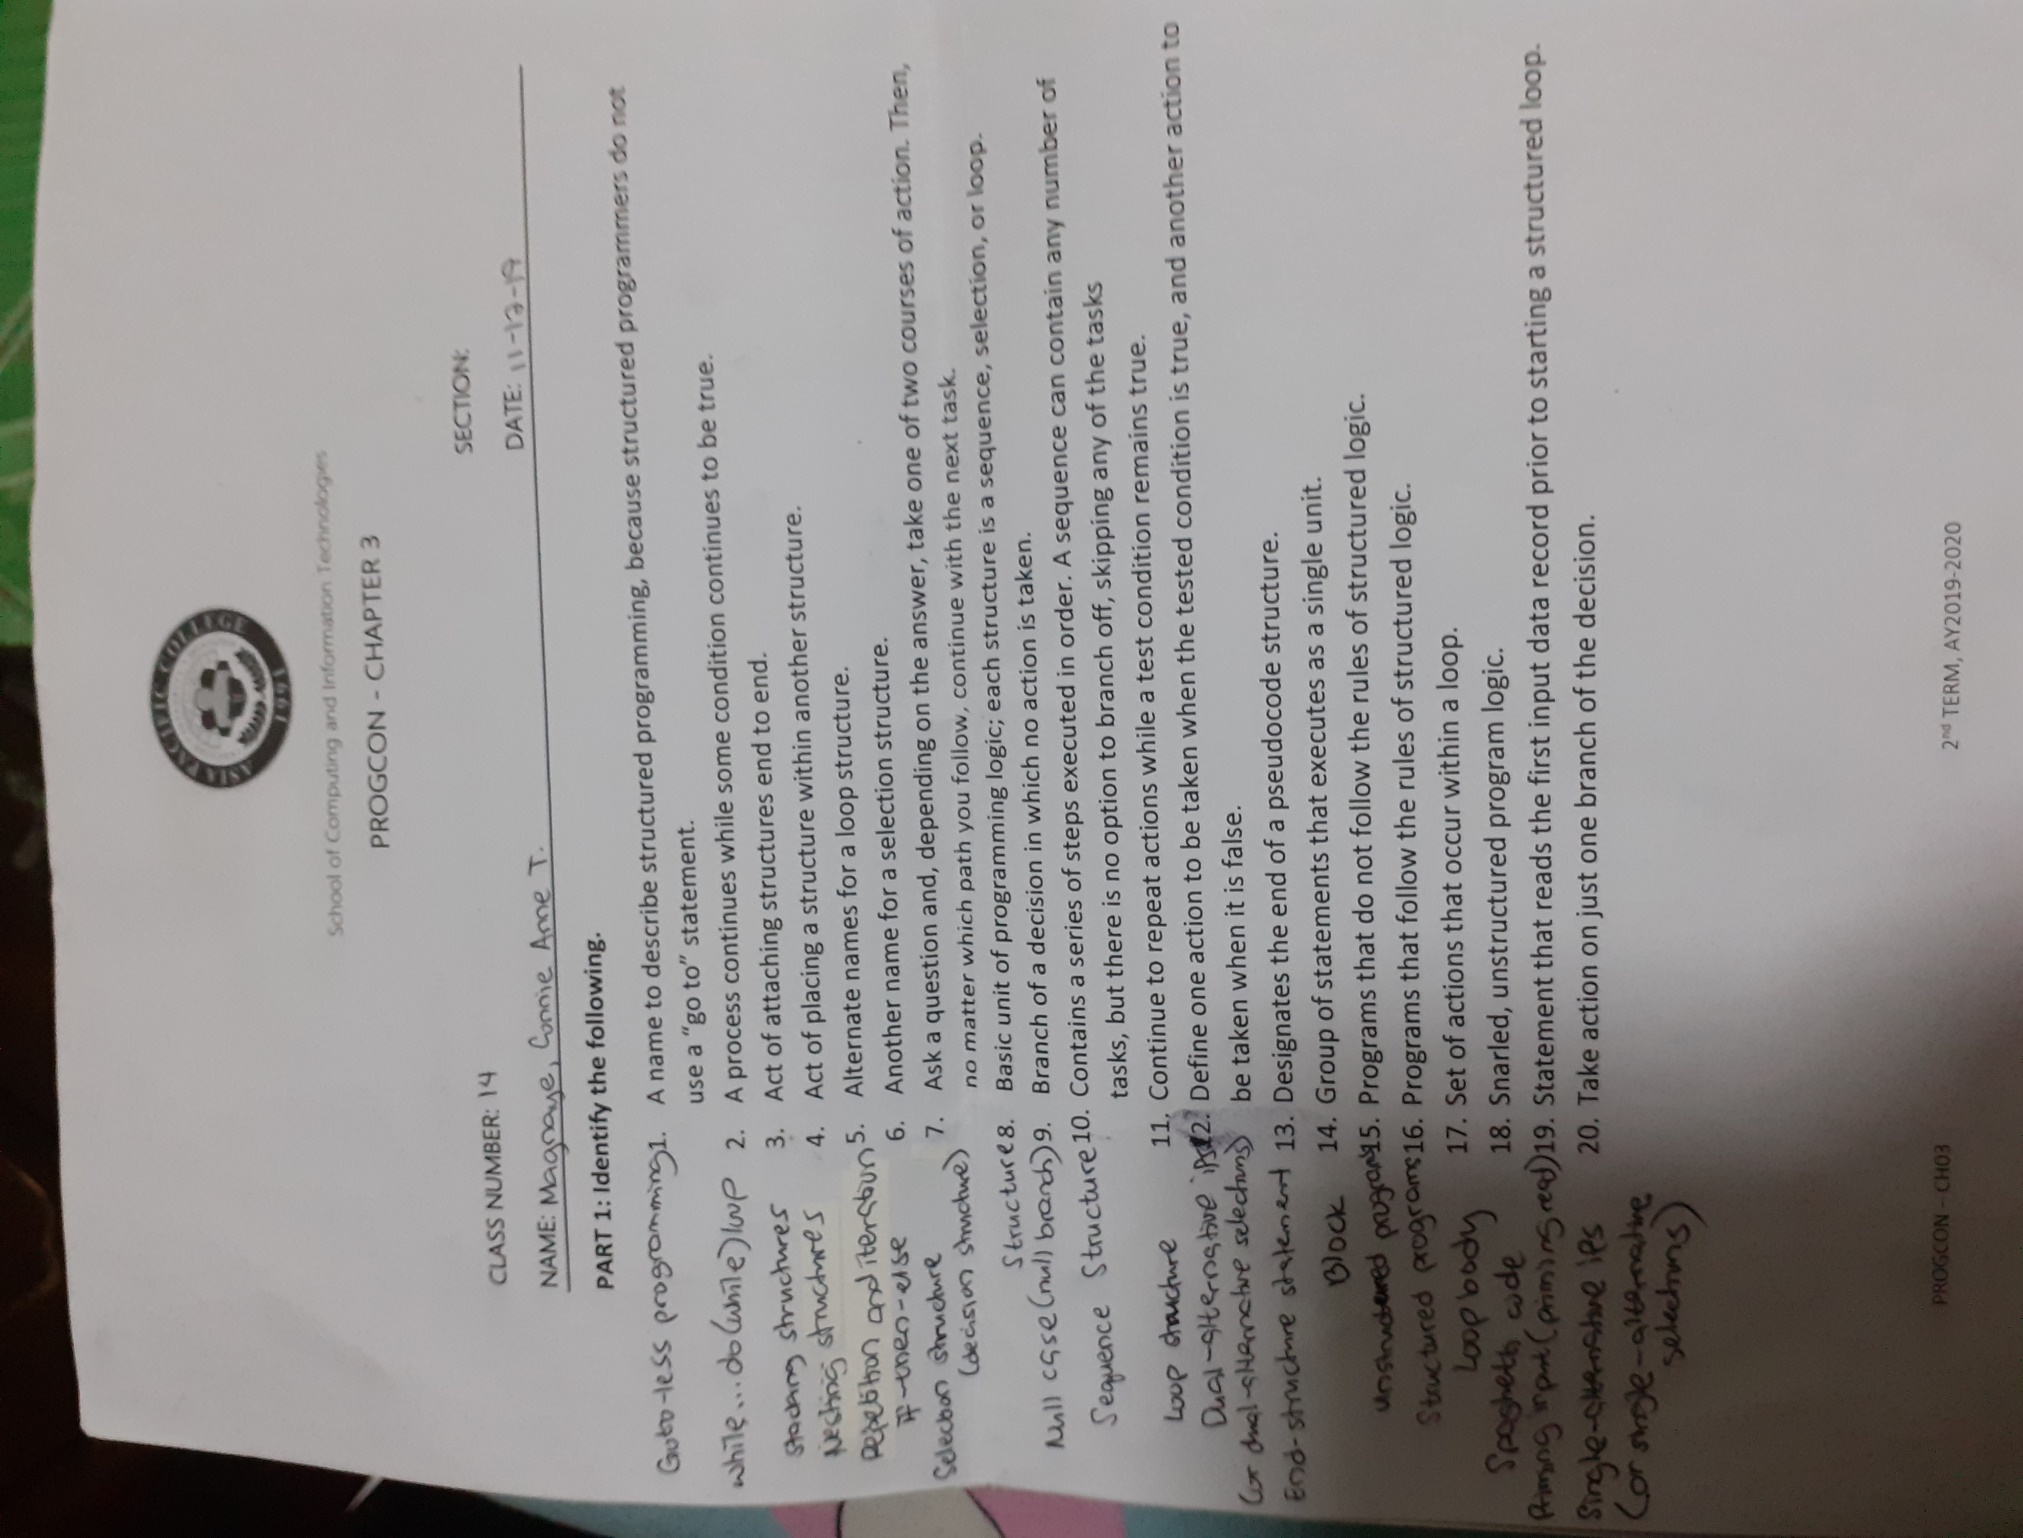 ASIA PACIFIC COLLEGE
1991
School of Computing and Information Technologies
PROGCON - CHAPTER 3
CLASS NUMBER: 14
SECTION:
NAME: Magnaye, Connie Anne T.
DATE: 11-12-19
PART 1: Identify the following.
Goto-less programming 1. A name to describe structured programming, because structured programmers do not
use a “go to” statement.
while...do(while)loop 2. A process continues while some condition continues to be true.
stacking structures 3. Act of attaching structures end to end.
Nesting structures 4. Act of placing a structure within another structure.
Repetition and iteration 5. Alternate names for a loop structure.
If-then-else 6. Another name for a selection structure.
Selection structure 7. Ask a question and, depending on the answer, take one of two courses of action. Then,
(decision structure) no matter which path you follow, continue with the next task.
Structure 8. Basic unit of programming logic; each structure is a sequence, selection, or loop.
Null case (null branch) 9. Branch of a decision in which no action is taken.
Sequence Structure 10. Contains a series of steps executed in order. A sequence can contain any number of
tasks, but there is no option to branch off, skipping any of the tasks
Loop structure 11. Continue to repeat actions while a test condition remains true.
Dual-alternative ifs 12. Define one action to be taken when the tested condition is true, and another action to
(or dual-alternative selections) be taken when it is false.
End-structure statement 13. Designates the end of a pseudocode structure.
Block 14. Group of statements that executes as a single unit.
unstructured programs 15. Programs that do not follow the rules of structured logic.
Structured programs 16. Programs that follow the rules of structured logic.
Loop body 17. Set of actions that occur within a loop.
Spaghetti code 18. Snarled, unstructured program logic.
Priming input (priming read) 19. Statement that reads the first input data record prior to starting a structured loop.
Single-alternative ifs 20. Take action on just one branch of the decision.
(or single-alternative
selections)
PROGCON – CH03
2nd TERM, AY2019-2020